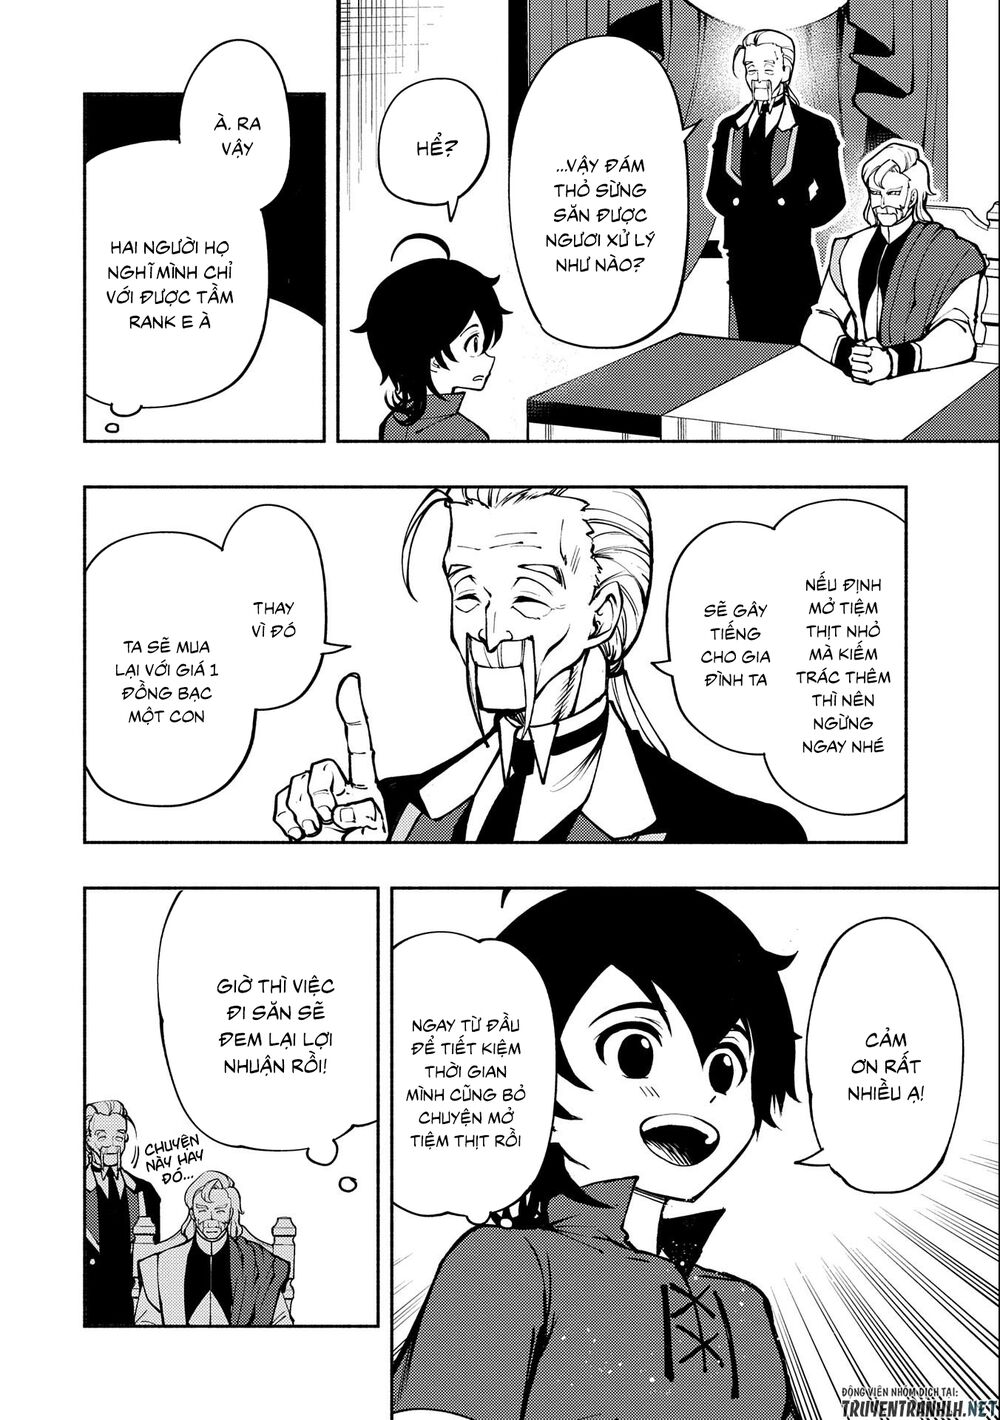 ...VẬY ĐÁM
THỎ SỪNG
SĂN ĐƯỢC
NGƯƠI XỬ LÝ
NHƯ NÀO?
HỂ?
À. RA
VẬY
HAI NGƯỜI HỌ
NGHĨ MÌNH CHỈ
VỚI ĐƯỢC TẦM
RANK E À
NẾU ĐỊNH
MỞ TIỆM
THỊT NHỎ
MÀ KIẾM
TRÁC THÊM
THÌ NÊN
NGỪNG
NGAY NHÉ
SẼ GÂY
TIẾNG
CHO GIA
ĐÌNH TA
THAY
VÌ ĐÓ
TA SẼ MUA
LẠI VỚI GIÁ 1
ĐỒNG BẠC
MỘT CON
CẢM
ƠN RẤT
NHIỀU Ạ!
NGAY TỪ ĐẦU
ĐỂ TIẾT KIỆM
THỜI GIAN
MÌNH CŨNG BỎ
CHUYỆN MỞ
TIỆM THỊT RỒI
GIỜ THÌ VIỆC
ĐI SĂN SẼ
ĐEM LẠI LỢI
NHUẬN RỒI!
CHUYỆN
NÀY HAY
ĐÓ...
ĐỘNG VIÊN NHÓM DỊCH TẠI:
TRUYENTRANHLH.NET